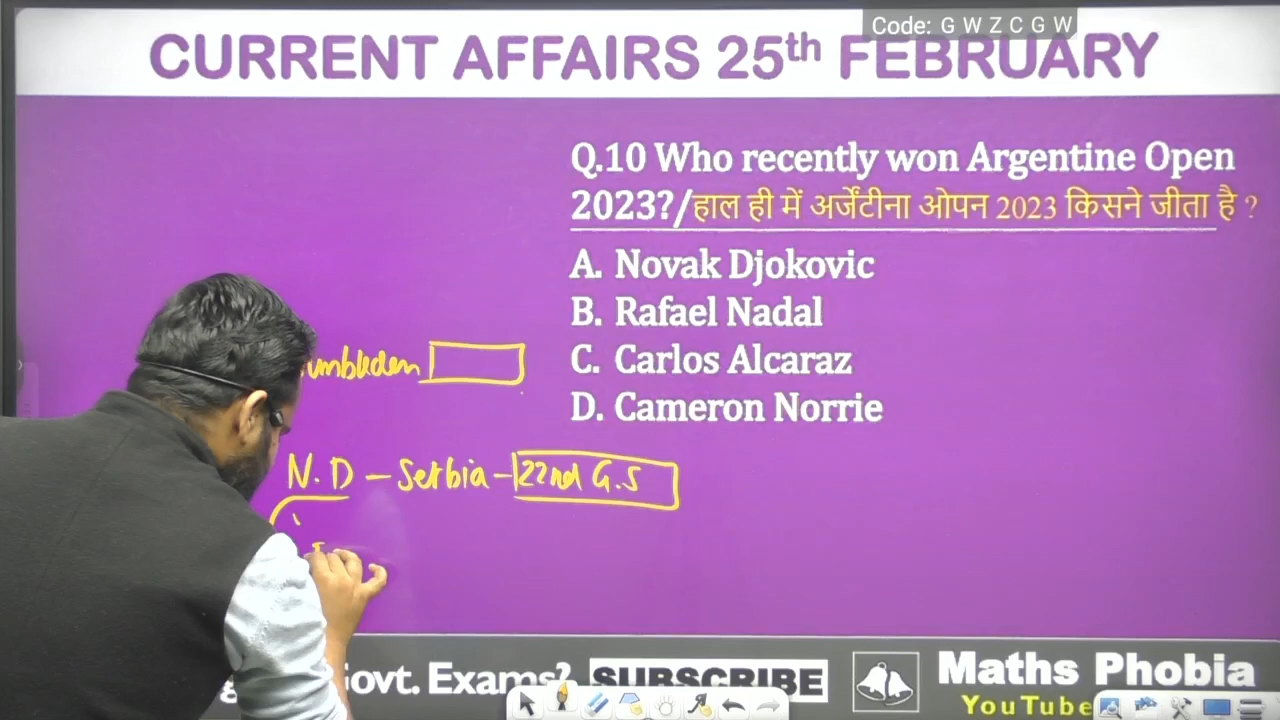 Code: G W Z C G W
CURRENT AFFAIRS 25th FEBRUARY
Q.10 Who recently won Argentine Open
2023?/हाल ही में अर्जेंटीना ओपन 2023 किसने जीता है ?
A. Novak Djokovic
B. Rafael Nadal
C. Carlos Alcaraz
D. Cameron Norrie
N.D - Serbia - 22nd G.S
Govt. Exams? SUBSCRIBE
Maths Phobia
YouTube